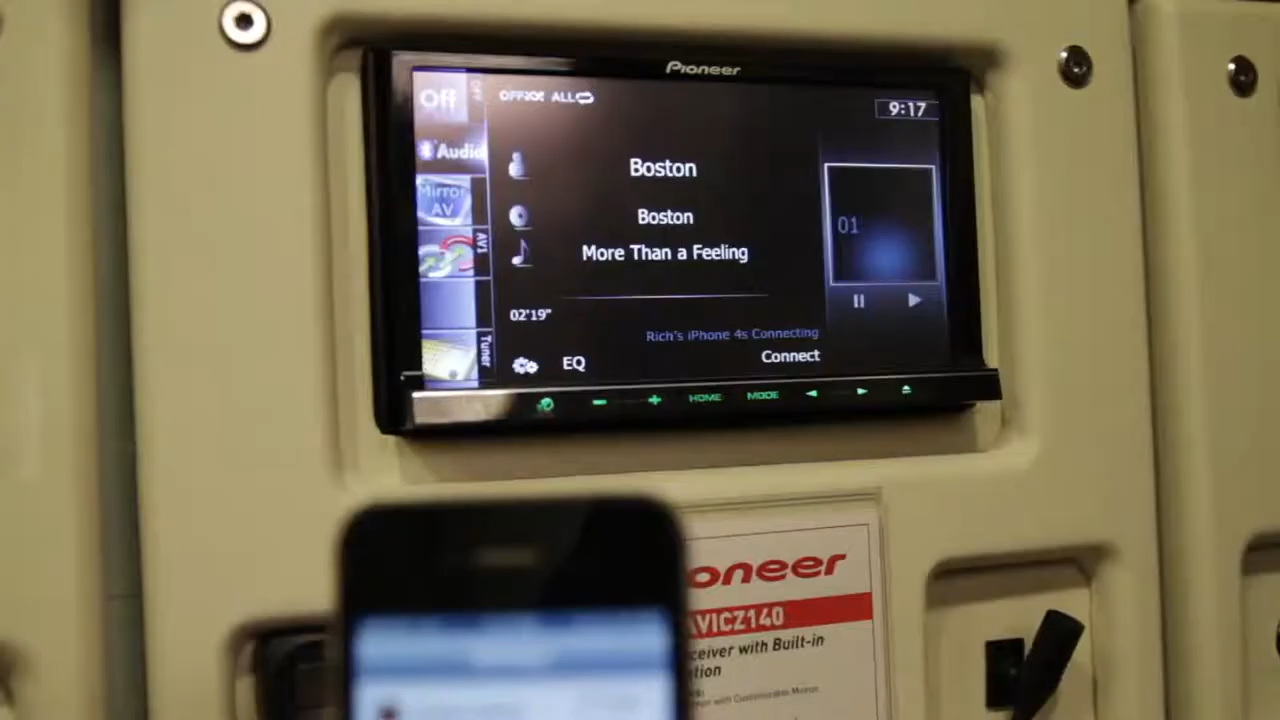 Pioneer
Off
OFF
ALL
9:17
Audio
Boston
Mirror
AV
Boston
01
AV1
More Than a Feeling
02'19"
Rich's iPhone 4s Connecting
Tuner
EQ
Connect
HOME
MODE
oneer
AVICZ140
ceiver with Built-in
tion